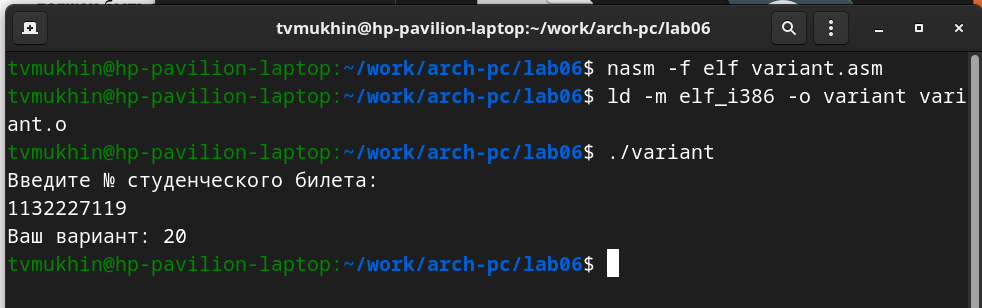 tvmukhin@hp-pavilion-laptop:~/work/arch-pc/lab06
tvmukhin@hp-pavilion-laptop:~/work/arch-pc/lab06$ nasm -f elf variant.asm
tvmukhin@hp-pavilion-laptop:~/work/arch-pc/lab06$ ld -m elf_i386 -o variant vari
ant.o
tvmukhin@hp-pavilion-laptop:~/work/arch-pc/lab06$ ./variant
Введите № студенческого билета:
1132227119
Ваш вариант: 20
tvmukhin@hp-pavilion-laptop:~/work/arch-pc/lab06$